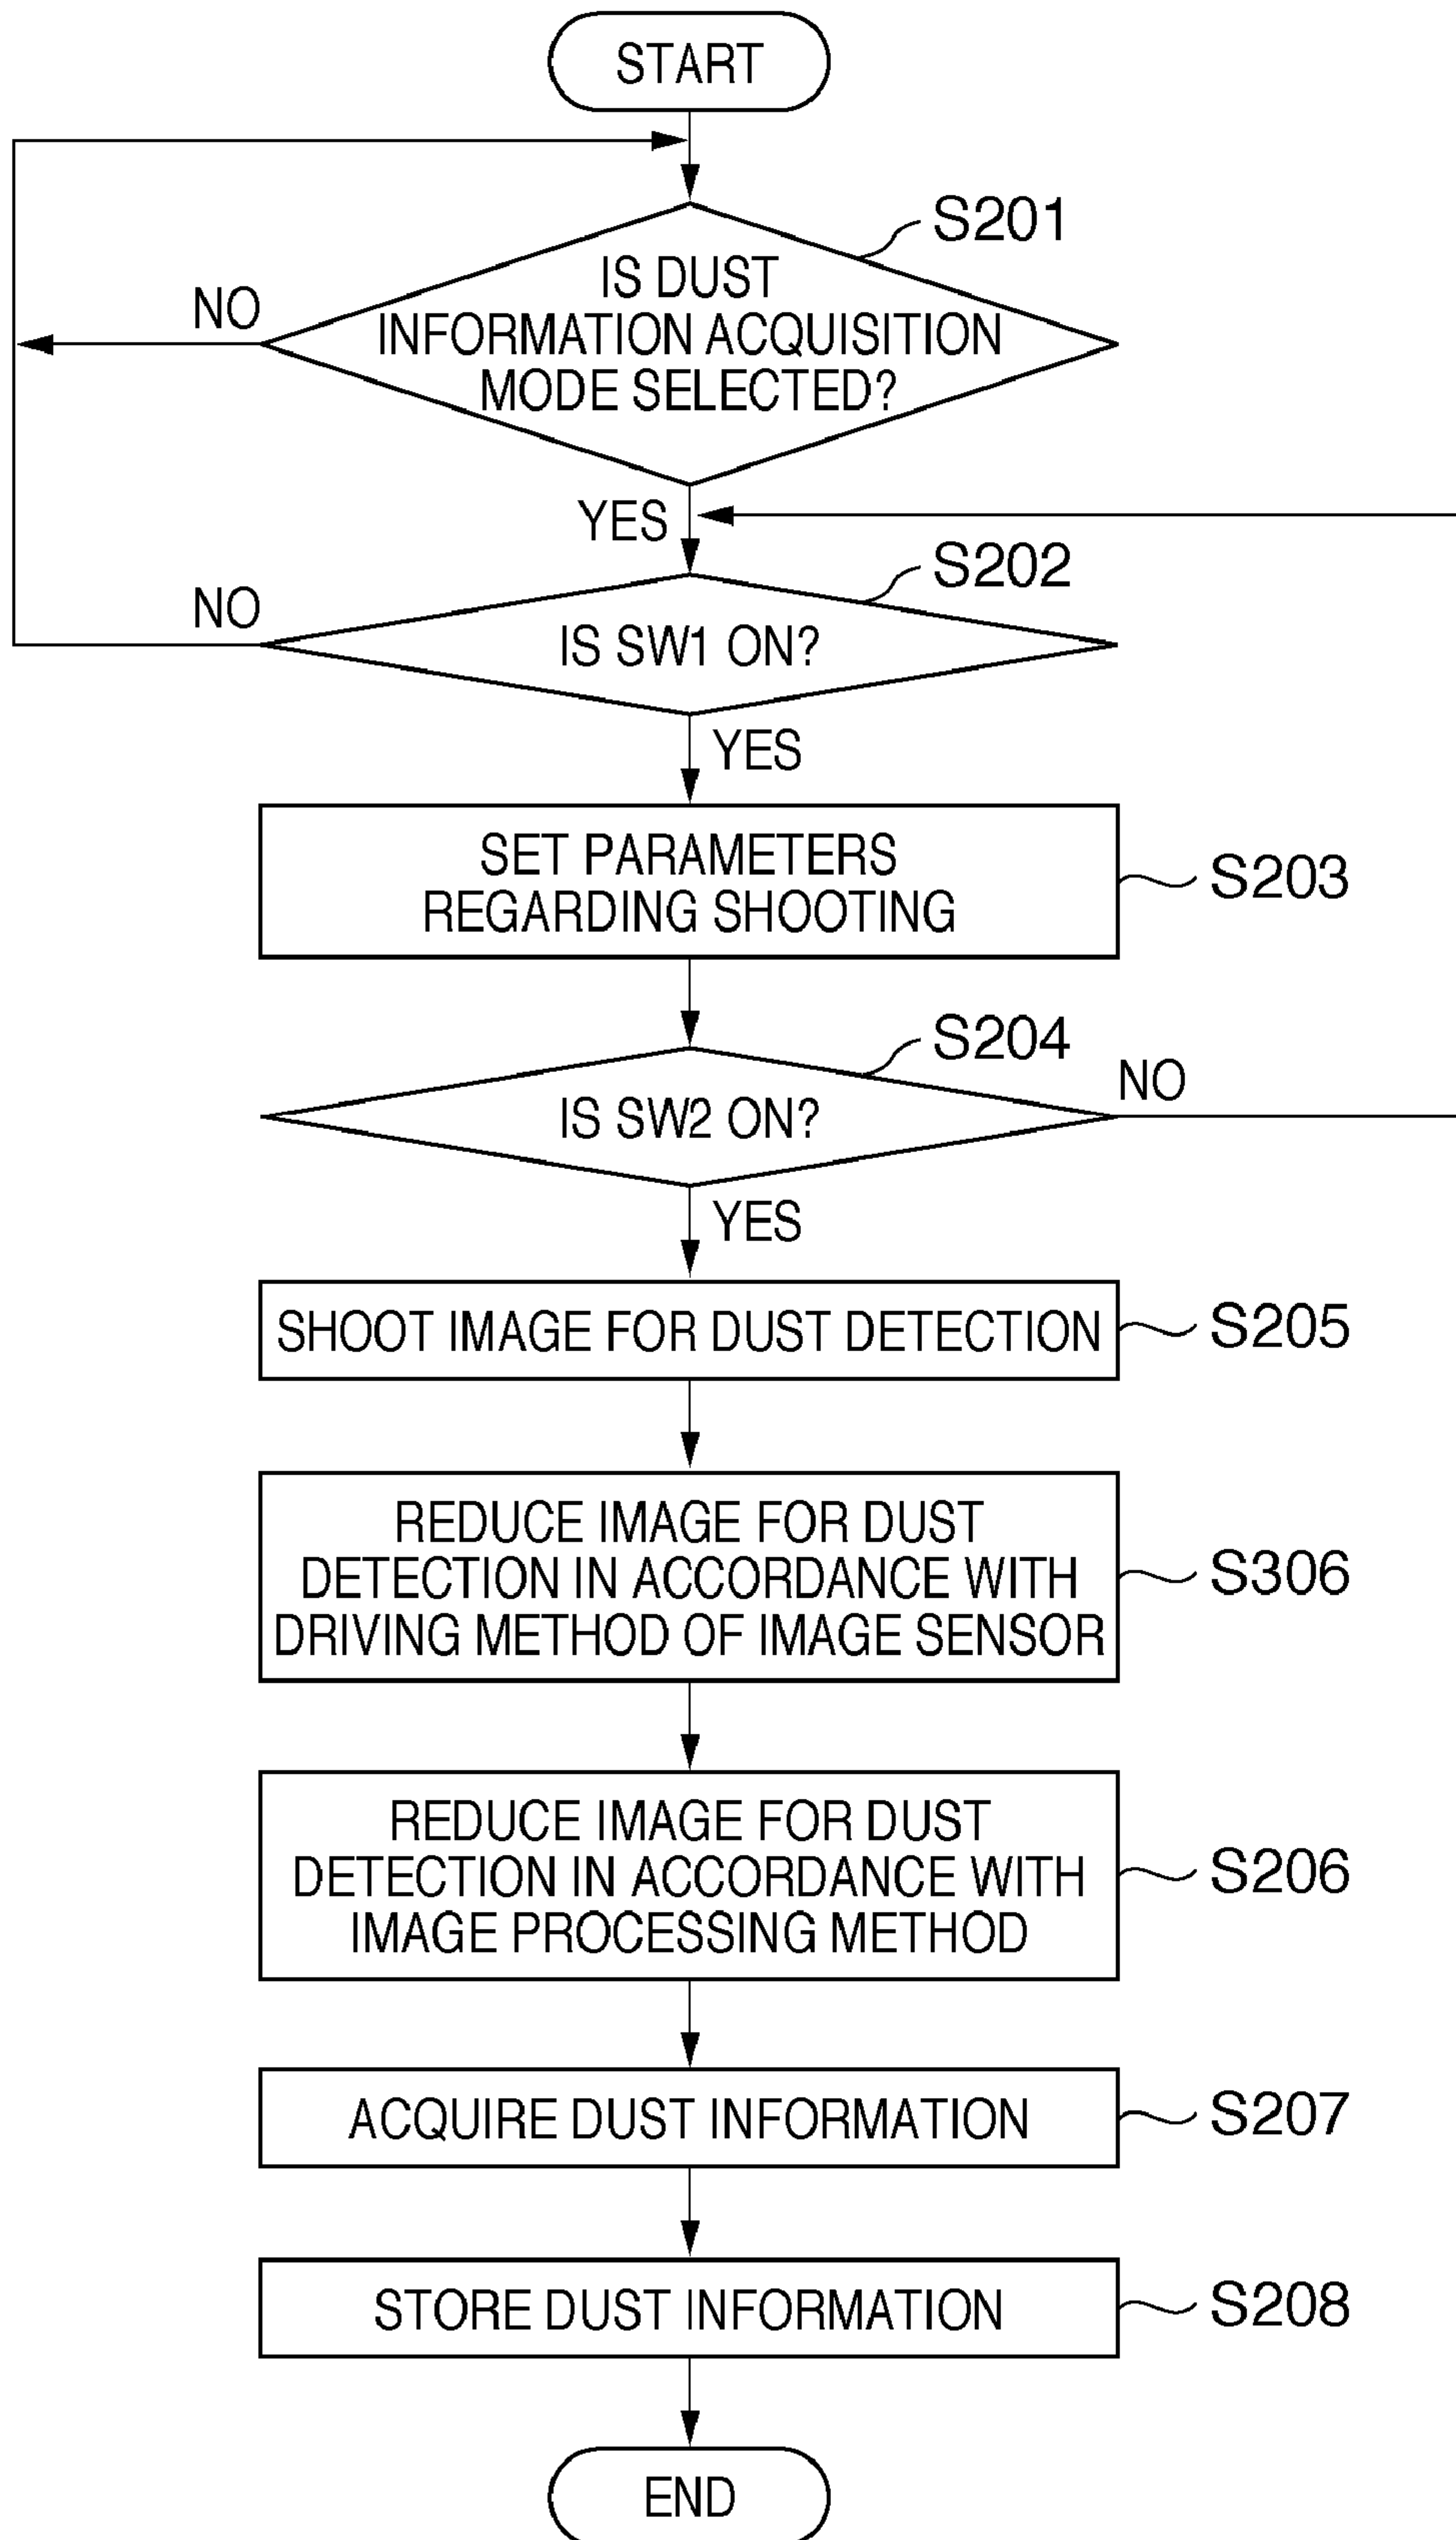 START
S201
IS DUST
INFORMATION ACQUISITION
MODE SELECTED?
NO
YES
S202
NO
IS SW1 ON?
YES
SET PARAMETERS
REGARDING SHOOTING
S203
S204
NO
IS SW2 ON?
YES
SHOOT IMAGE FOR DUST DETECTION
S205
REDUCE IMAGE FOR DUST
DETECTION IN ACCORDANCE WITH
DRIVING METHOD OF IMAGE SENSOR
S306
REDUCE IMAGE FOR DUST
DETECTION IN ACCORDANCE WITH
IMAGE PROCESSING METHOD
S206
ACQUIRE DUST INFORMATION
S207
STORE DUST INFORMATION
S208
END